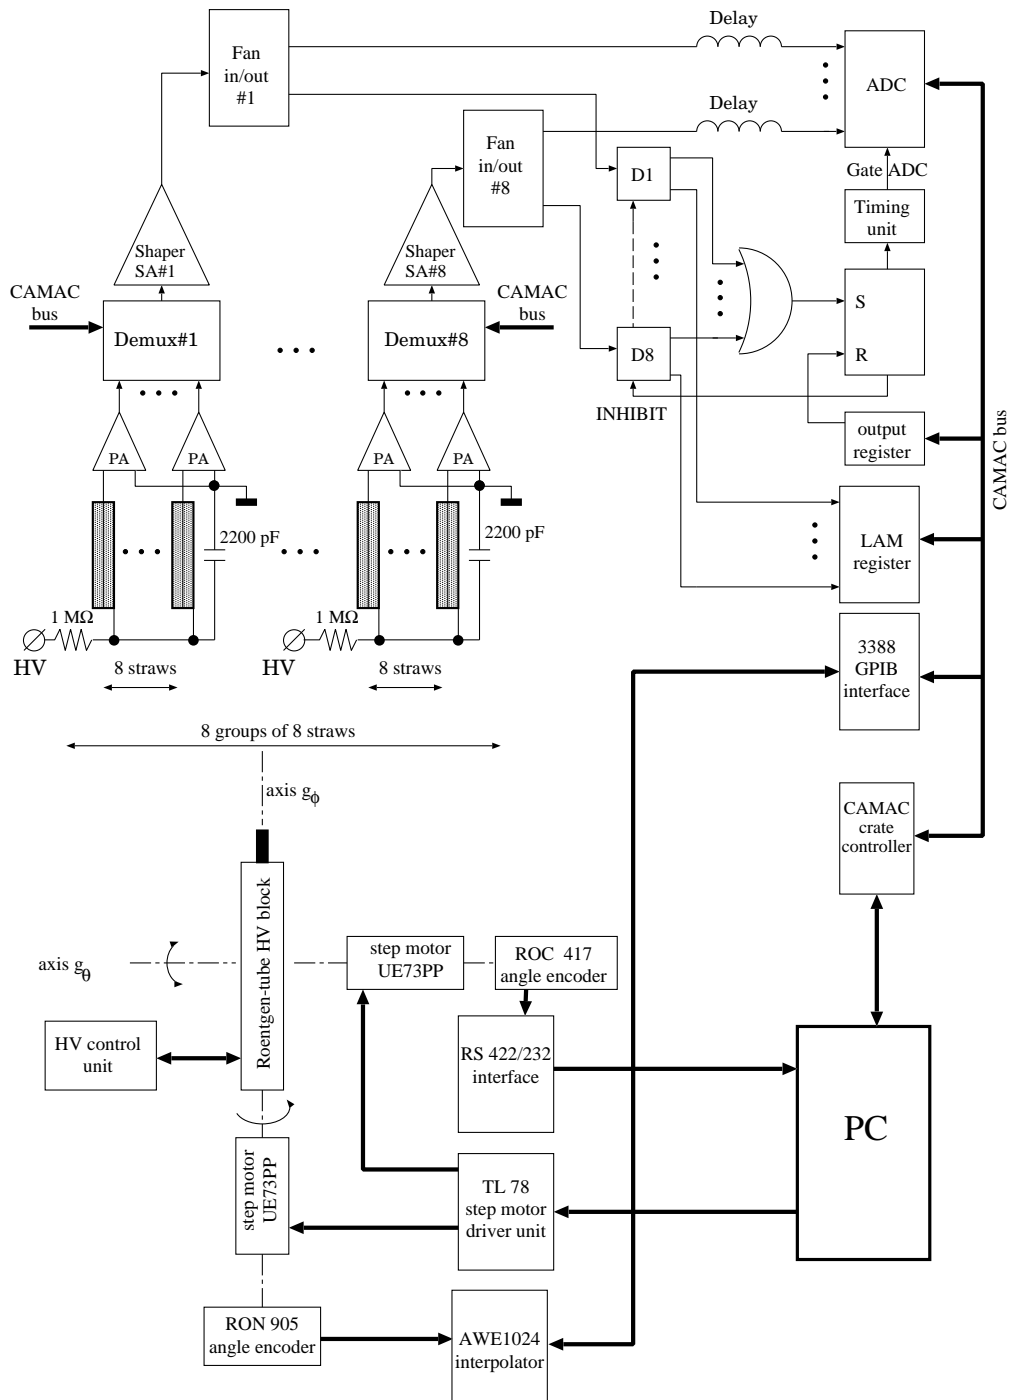 Delay
Fan
in/out
#1
ADC
Delay
Fan
in/out
#8
Gate ADC
D1
Timing
unit
Shaper
SA#1
Shaper
SA#8
CAMAC
bus
CAMAC
bus
S
Demux#1
Demux#8
D8
R
INHIBIT
output
register
CAMAC bus
PA
PA
PA
PA
2200 pF
2200 pF
LAM
register
1 MΩ
1 MΩ
HV
HV
8 straws
8 straws
3388
GPIB
interface
8 groups of 8 straws
axis gϕ
CAMAC
crate
controller
Roentgen-tube HV block
step motor
UE73PP
ROC 417
angle encoder
axis gθ
HV control
unit
RS 422/232
interface
PC
step motor
UE73PP
TL 78
step motor
driver unit
RON 905
angle encoder
AWE1024
interpolator